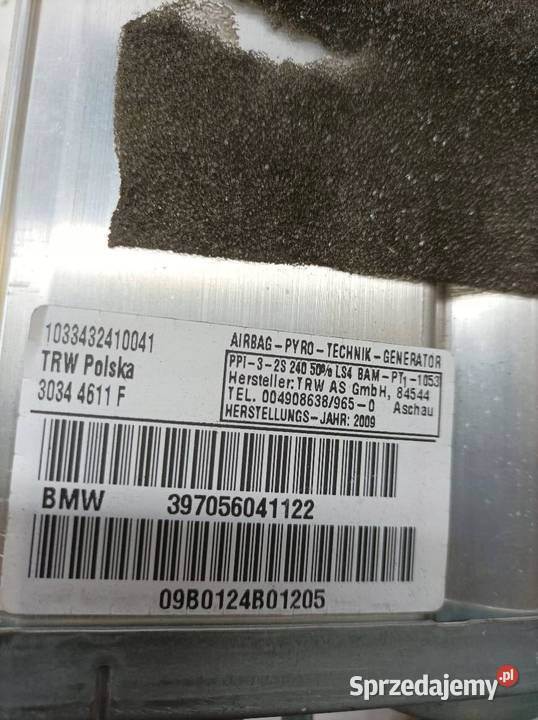 1033432410041
TRW Polska
3034 4611 F
AIRBAG-PYRO-TECHNIK-GENERATOR
PPI-3-2S 240 50% LS4 BAM-PT1-1053
Hersteller: TRW AS GmbH, 84544
TEL. 004908638/965-0 Aschau
HERSTELLUNGS-JAHR: 2009
BMW 397056041122
09B0124B01205
Sprzedajemy.pl